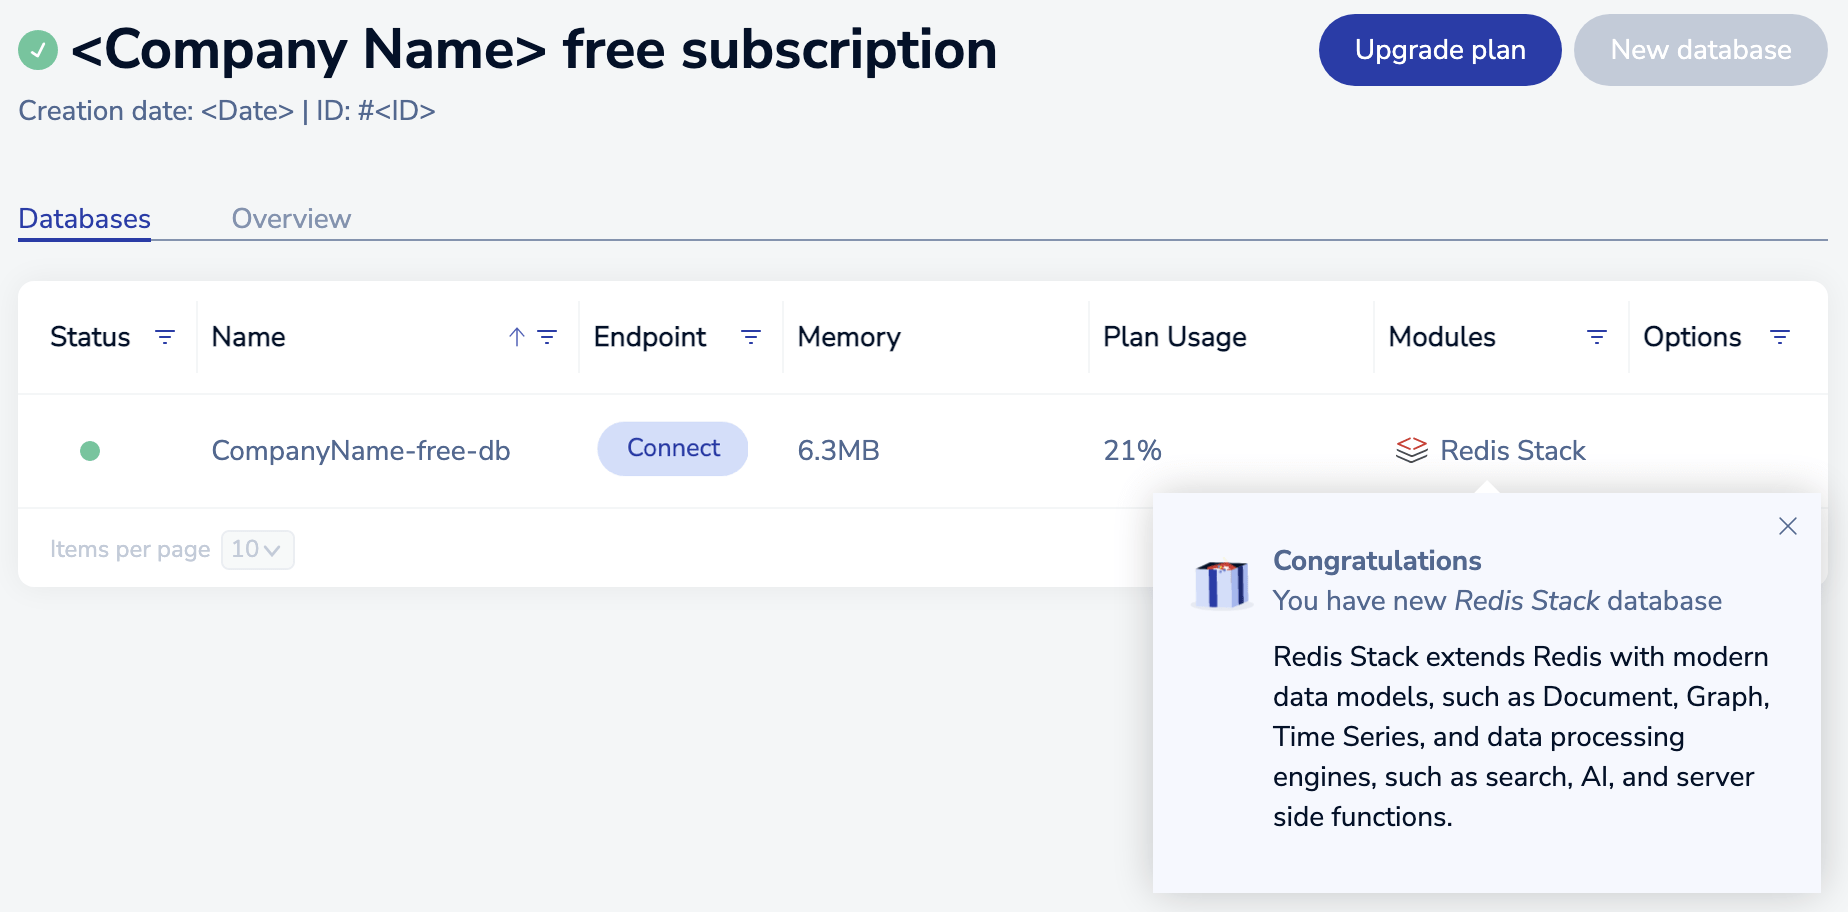 <Company Name> free subscription
Upgrade plan
New database
Creation date: <Date> | ID: #<ID>
Databases
Overview
Status
Name
Endpoint
Memory
Plan Usage
Modules
Options
CompanyName-free-db
Connect
6.3MB
21%
Redis Stack
Items per page
10
Congratulations
You have new Redis Stack database
Redis Stack extends Redis with modern
data models, such as Document, Graph,
Time Series, and data processing
engines, such as search, AI, and server
side functions.